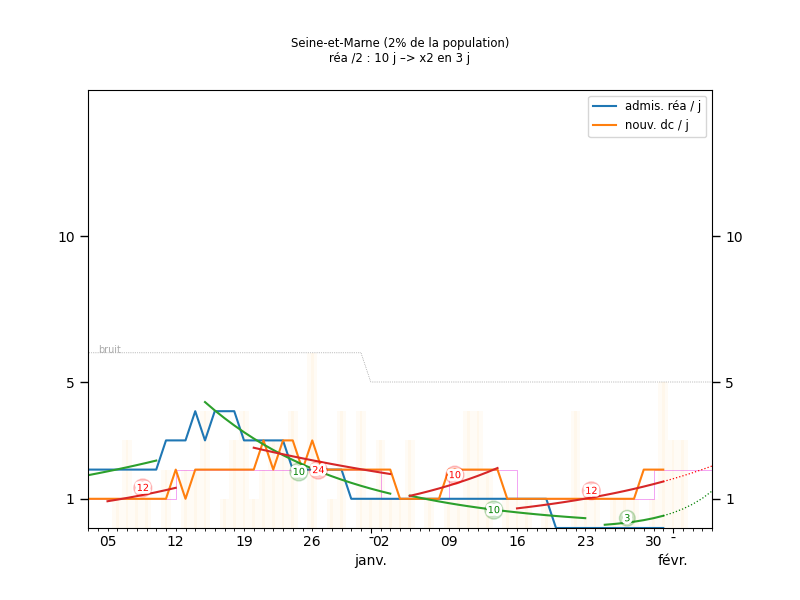 Seine-et-Marne (2% de la population)
réa /2 : 10 j –> x2 en 3 j
admis. réa / j
nouv. dc / j
10 10
bruit
5 5
12 10 24 10 10 12 3
1 1
05 12 19 26 02 09 16 23 30
janv. févr.